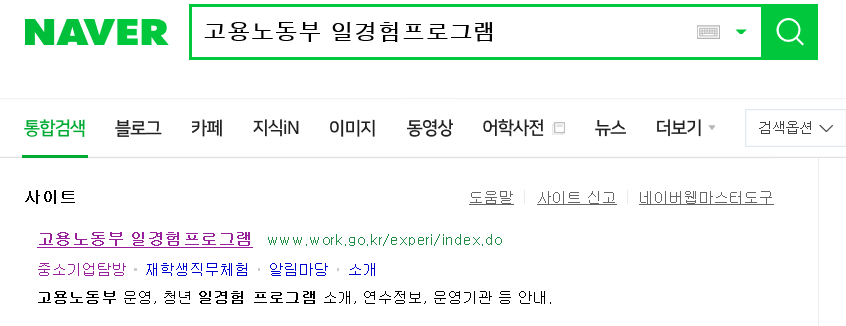 NAVER 고용노동부 일경험프로그램
통합검색 블로그 카페 지식iN 이미지 동영상 어학사전 뉴스 더보기 검색옵션
사이트 도움말 사이트 신고 네이버웹마스터도구
고용노동부 일경험프로그램 www.work.go.kr/experi/index.do
중소기업탐방 · 재학생직무체험 · 알림마당 · 소개
고용노동부 운영, 청년 일경험 프로그램 소개, 연수정보, 운영기관 등 안내.